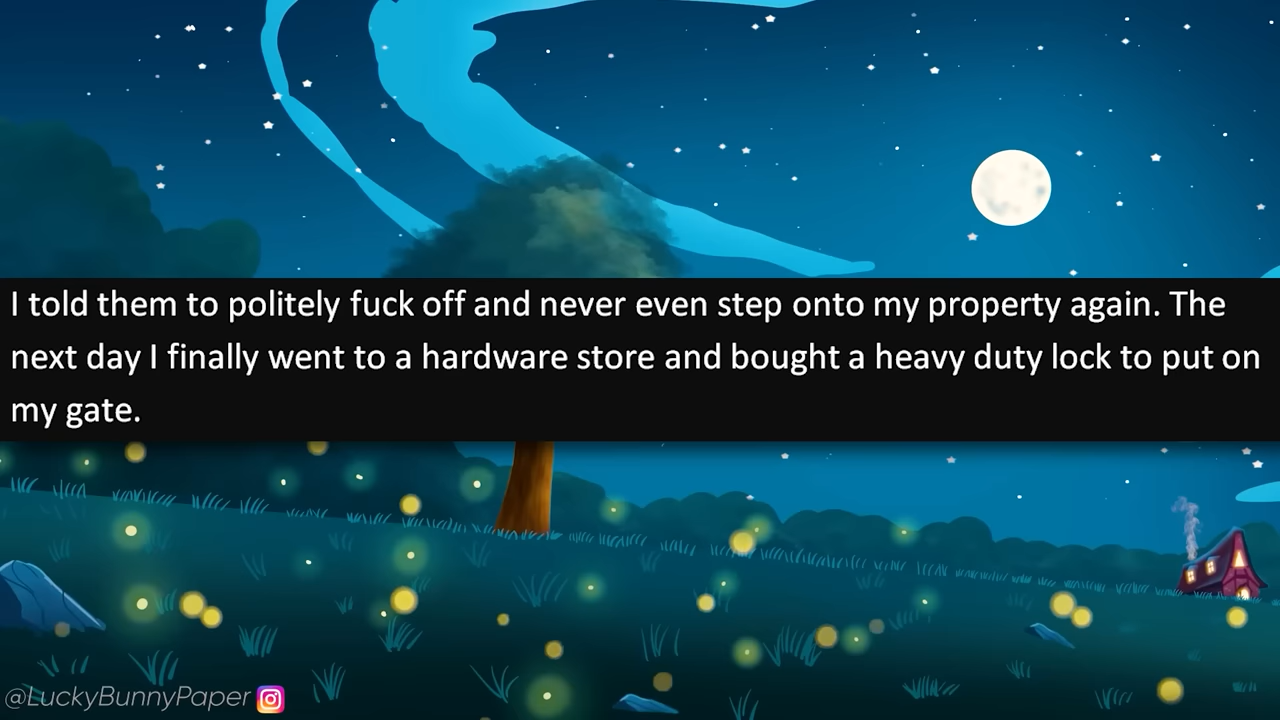 I told them to politely fuck off and never even step onto my property again. The
next day I finally went to a hardware store and bought a heavy duty lock to put on
my gate.
@LuckyBunnyPaper